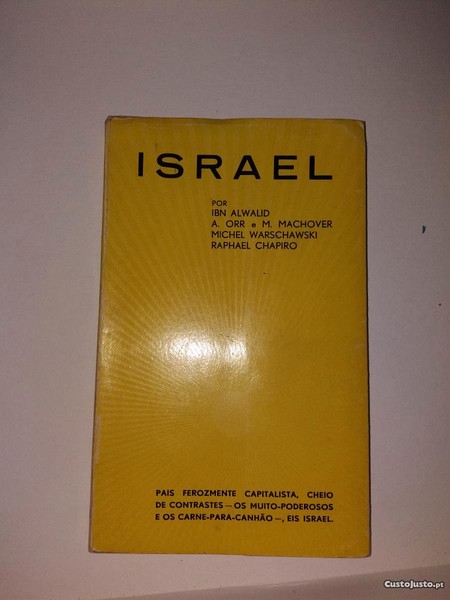 ISRAEL
POR
IBN ALWALID
A. ORR e M. MACHOVER
MICHEL WARSCHAWSKI
RAPHAEL CHAPIRO
PAIS FEROZMENTE CAPITALISTA, CHEIO
DE CONTRASTES — OS MUITO-PODEROSOS
E OS CARNE-PARA-CANHÃO —, EIS ISRAEL.
CustoJusto.pt